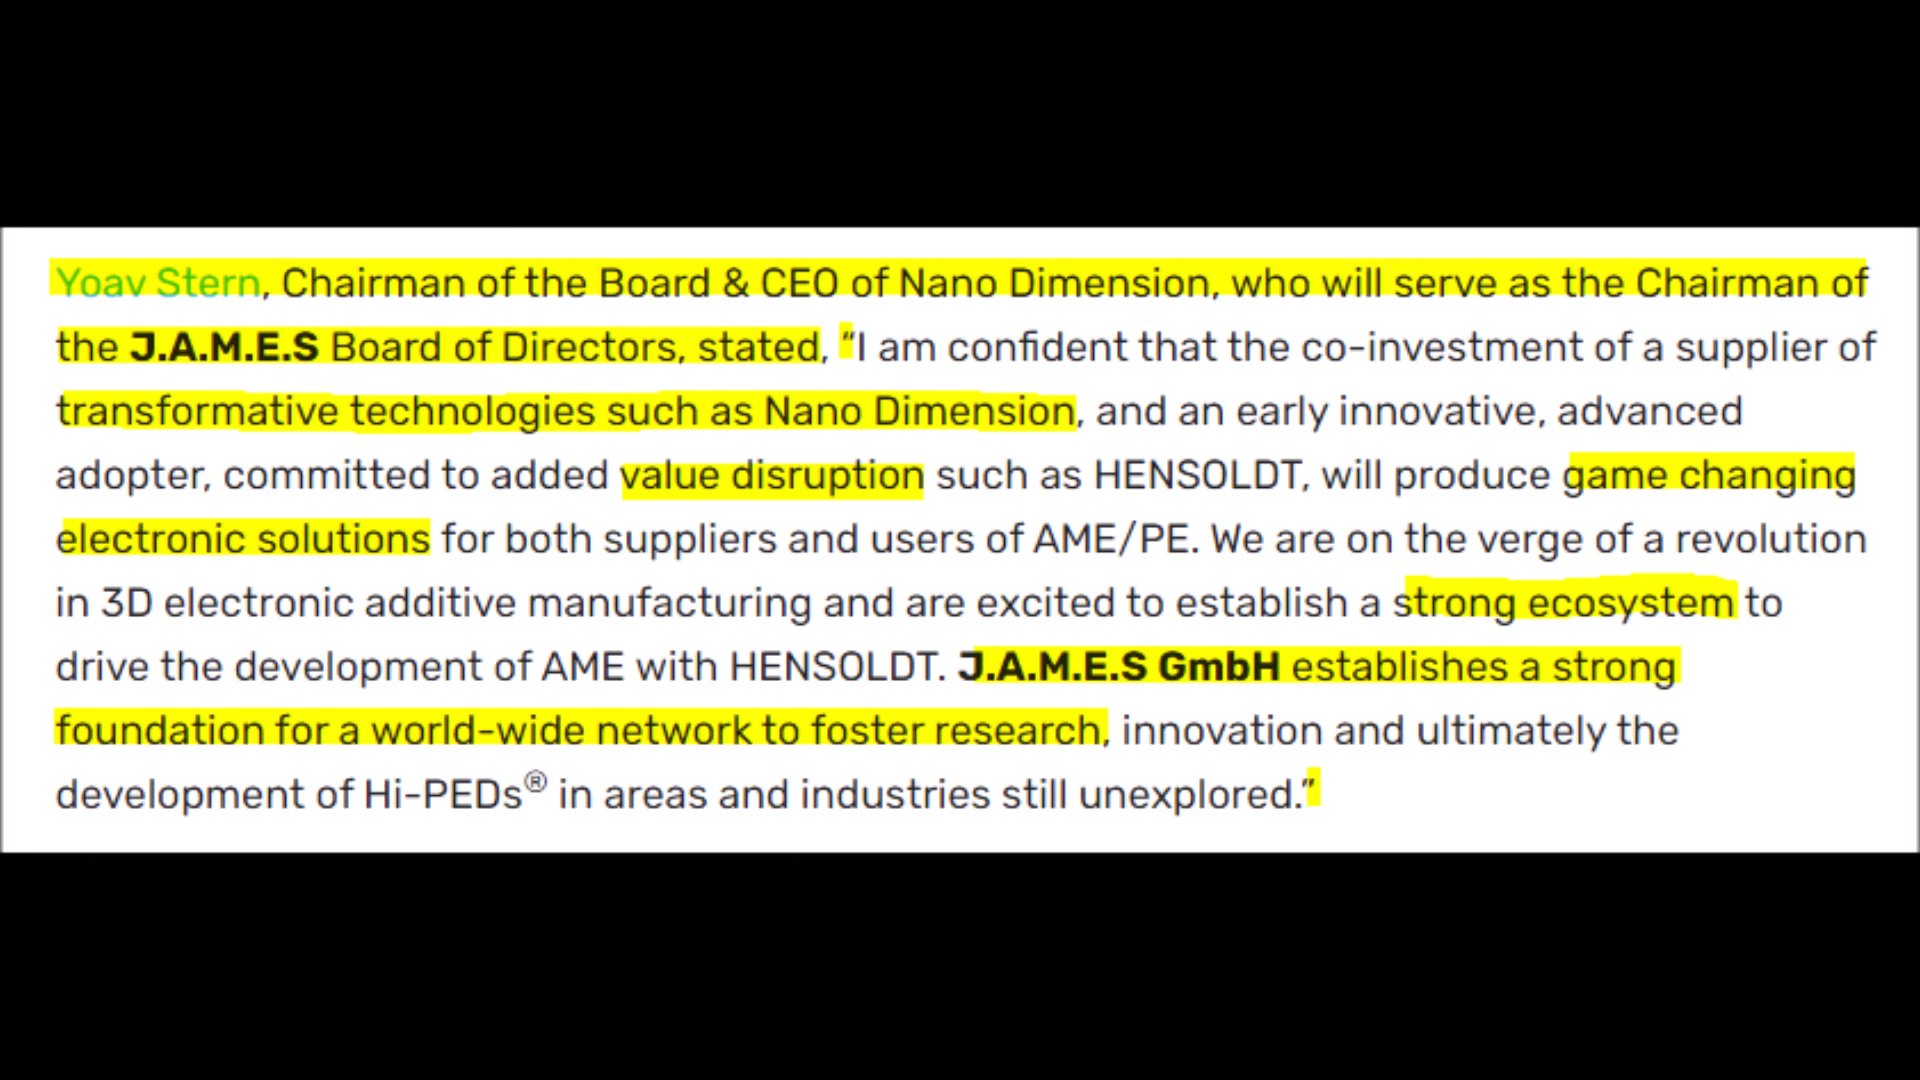 Yoav Stern, Chairman of the Board & CEO of Nano Dimension, who will serve as the Chairman of
the J.A.M.E.S Board of Directors, stated, “I am confident that the co-investment of a supplier of
transformative technologies such as Nano Dimension, and an early innovative, advanced
adopter, committed to added value disruption such as HENSOLDT, will produce game changing
electronic solutions for both suppliers and users of AME/PE. We are on the verge of a revolution
in 3D electronic additive manufacturing and are excited to establish a strong ecosystem to
drive the development of AME with HENSOLDT. J.A.M.E.S GmbH establishes a strong
foundation for a world-wide network to foster research, innovation and ultimately the
development of Hi-PEDs® in areas and industries still unexplored.”